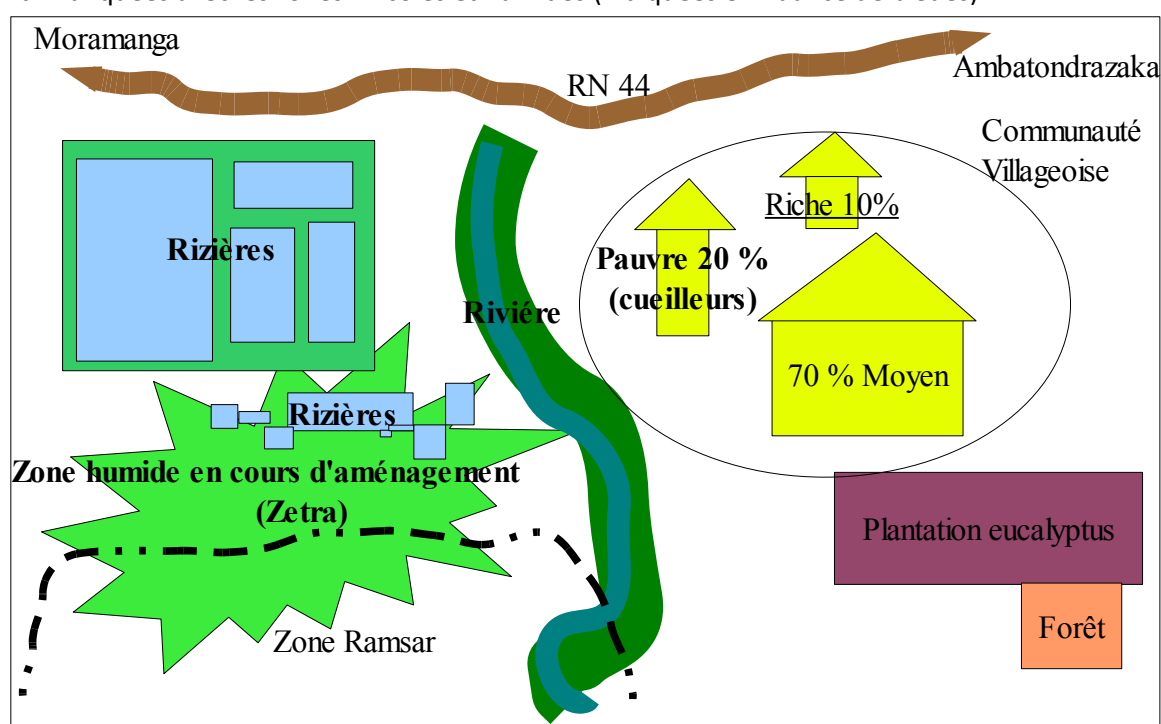 Moramanga
RN 44
Ambatondrazaka
Communauté
Villageoise
Riche 10%
Rizières
Pauvre 20 %
(cueilleurs)
Riviére
70 % Moyen
Rizières
Zone humide en cours d'aménagement
(Zetra)
Plantation eucalyptus
Zone Ramsar
Forêt